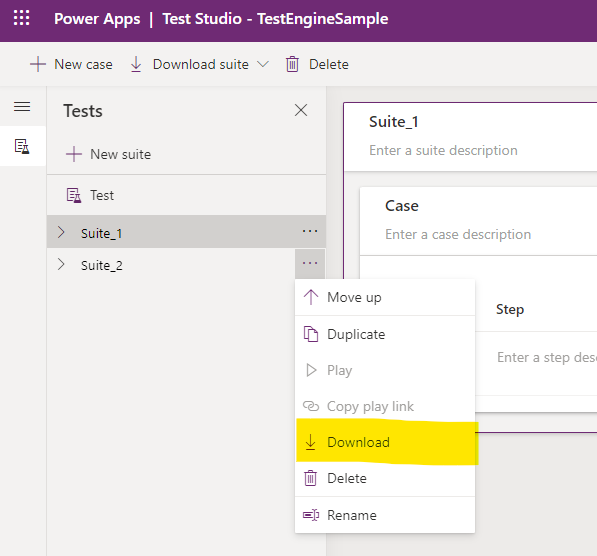 Power Apps | Test Studio - TestEngineSample
New case Download suite Delete
Tests
New suite
Test
Suite_1
Suite_2
Move up
Duplicate
Play
Copy play link
Download
Delete
Rename
Suite_1
Enter a suite description
Case
Enter a case description
Step
Enter a step des